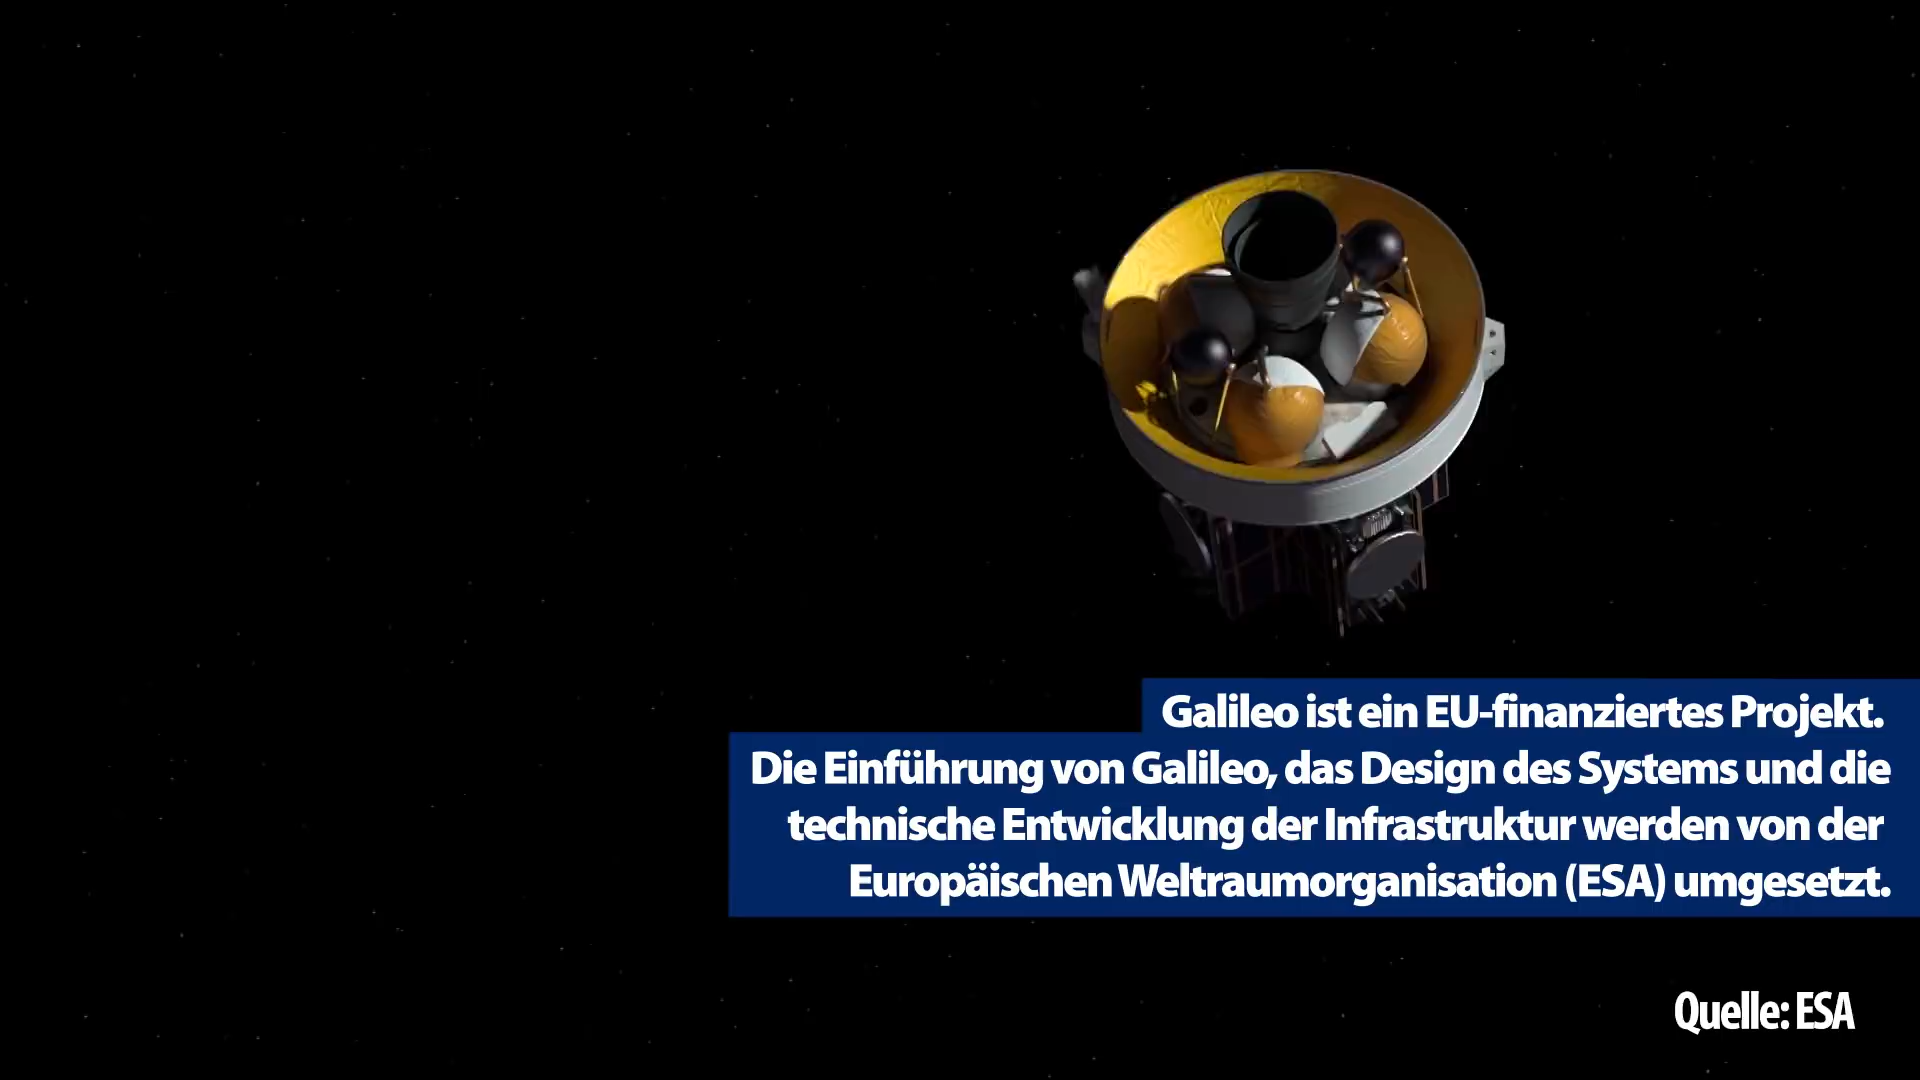 Galileo ist ein EU-finanziertes Projekt.
Die Einführung von Galileo, das Design des Systems und die
technische Entwicklung der Infrastruktur werden von der
Europäischen Weltraumorganisation (ESA) umgesetzt.
Quelle: ESA